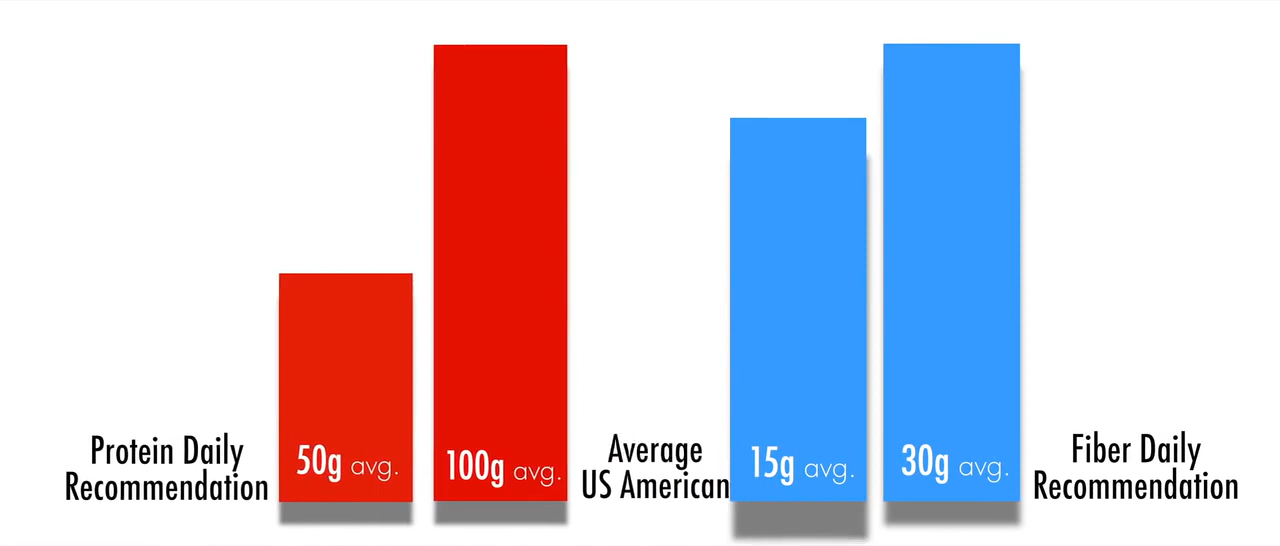 Protein Daily
Recommendation
50g avg.
100g avg.
Average
US American
15g avg.
30g avg.
Fiber Daily
Recommendation